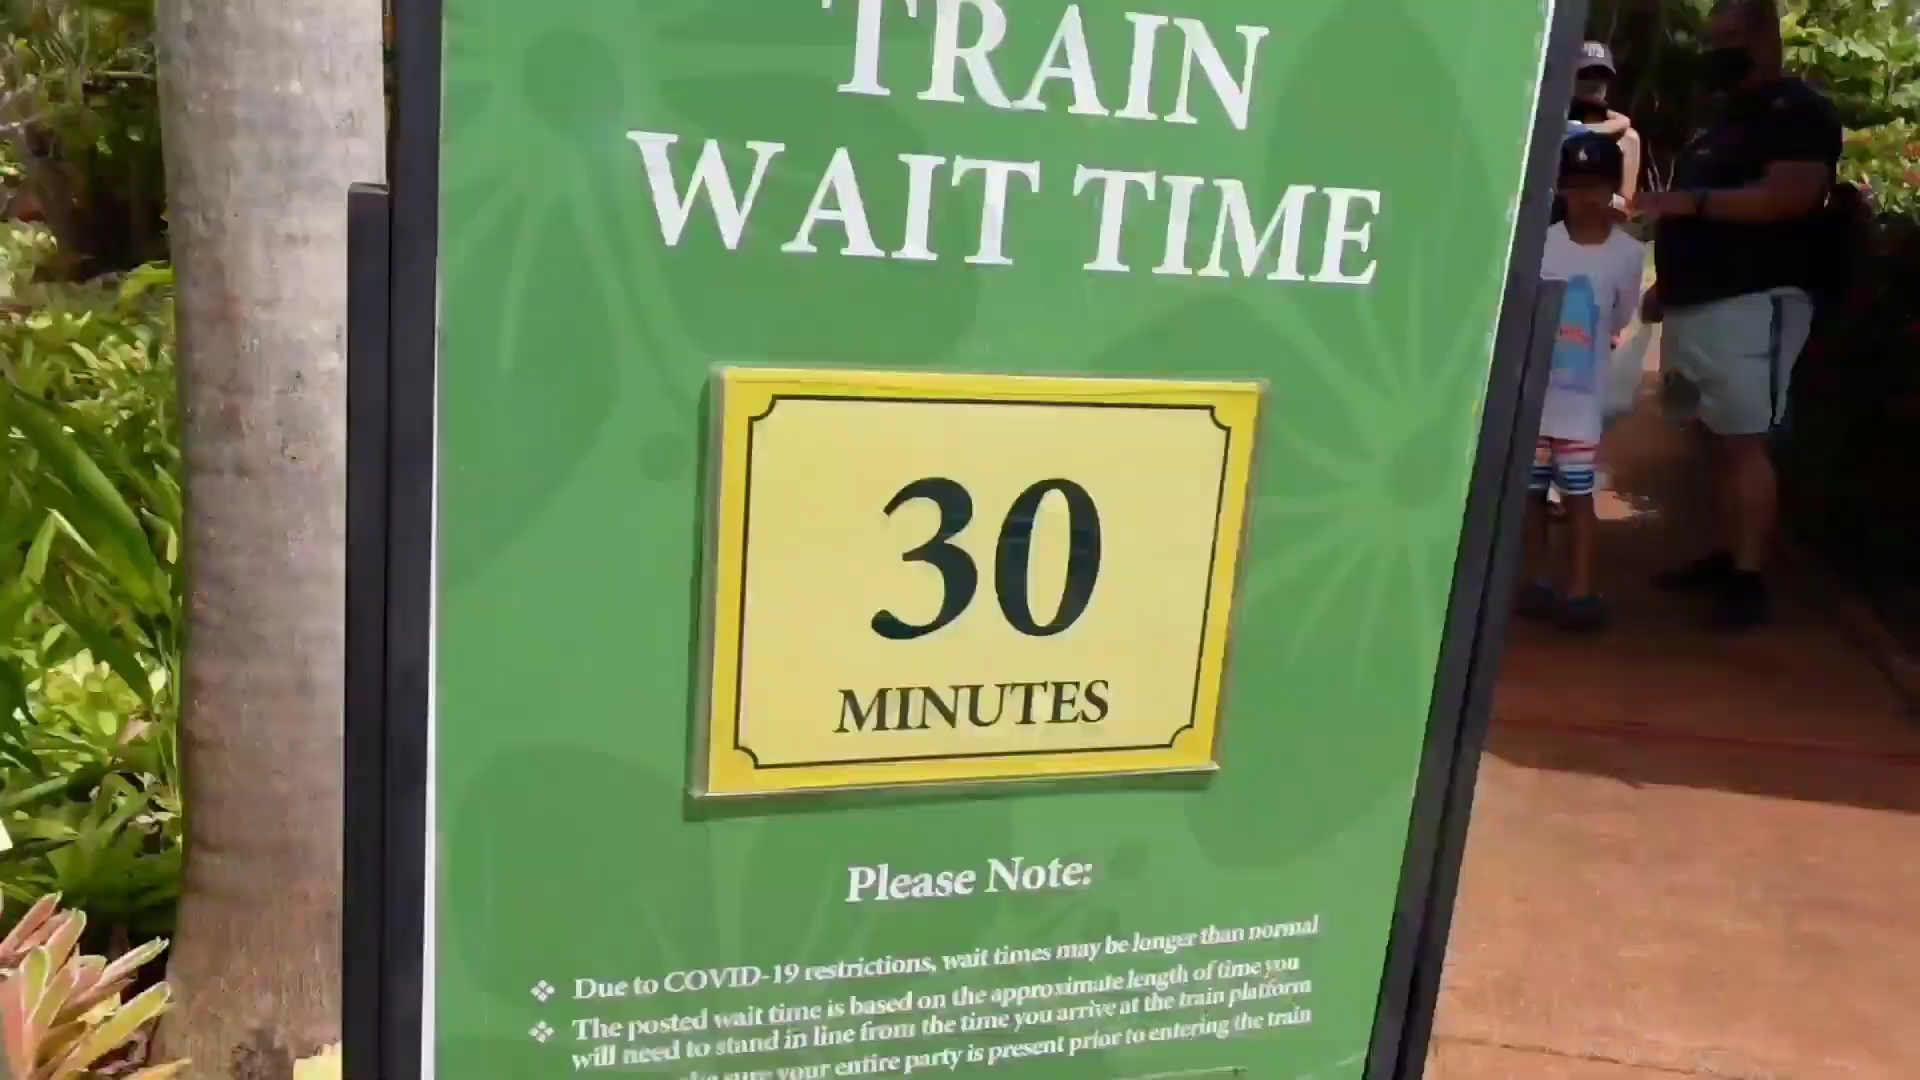 TRAIN
WAIT TIME
30
MINUTES
Please Note:
❖ Due to COVID-19 restrictions, wait times may be longer than normal
❖ The posted wait time is based on the approximate length of time you
will need to stand in line from the time you arrive at the train platform
sure your entire party is present prior to entering the train